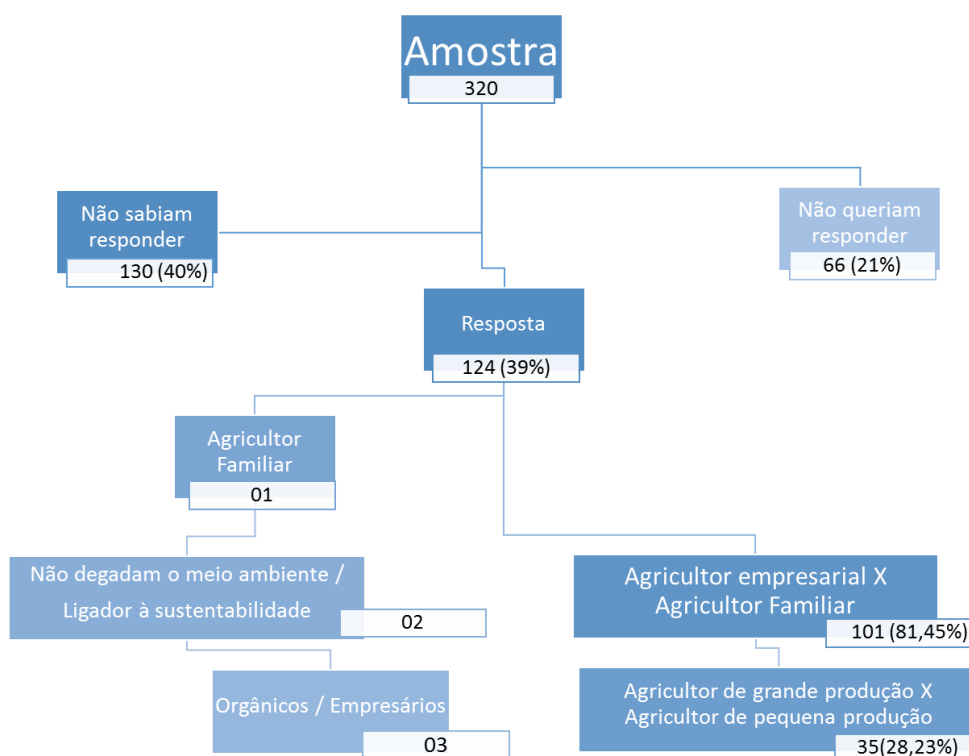 Amostra
320
Não sabiam
responder
130 (40%)
Não queriam
responder
66 (21%)
Resposta
124 (39%)
Agricultor
Familiar
01
Não degadam o meio ambiente /
Ligador à sustentabilidade
02
Orgânicos / Empresários
03
Agricultor empresarial X
Agricultor Familiar
101 (81,45%)
Agricultor de grande produção X
Agricultor de pequena produção
35(28,23%)